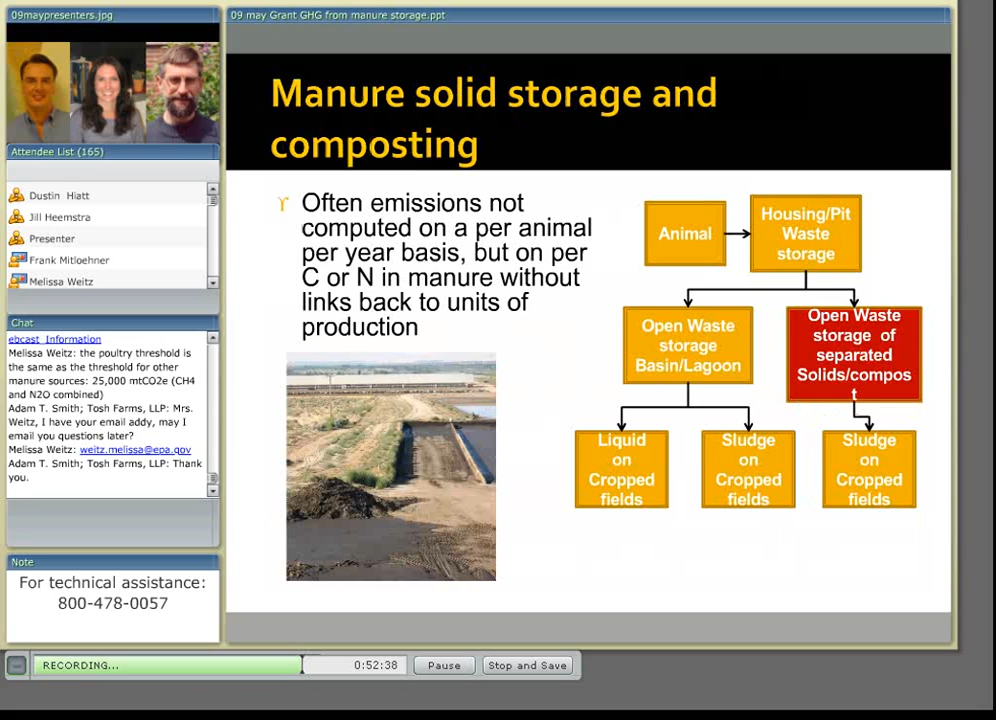 09maypresenters.jpg
Attendee List (165)
Dustin Hiatt
Jill Heemstra
Presenter
Frank Mitloehner
Melissa Weitz
Chat
ebcast_Information
Melissa Weitz: the poultry threshold is
the same as the threshold for other
manure sources: 25,000 mtCO2e (CH4
and N2O combined)
Adam T. Smith; Tosh Farms, LLP: Mrs.
Weitz, I have your email addy, may I
email you questions later?
Melissa Weitz: weitz.melissa@epa.gov
Adam T. Smith; Tosh Farms, LLP: Thank
you.
Note
For technical assistance:
800-478-0057
09 may Grant GHG from manure storage.ppt
Manure solid storage and
composting
Often emissions not
computed on a per animal
per year basis, but on per
C or N in manure without
links back to units of
production
Animal
Housing/Pit
Waste
storage
Open Waste
storage
Basin/Lagoon
Open Waste
storage of
separated
Solids/compos
t
Liquid
on
Cropped
fields
Sludge
on
Cropped
fields
Sludge
on
Cropped
fields
RECORDING...
0:52:38
Pause
Stop and Save